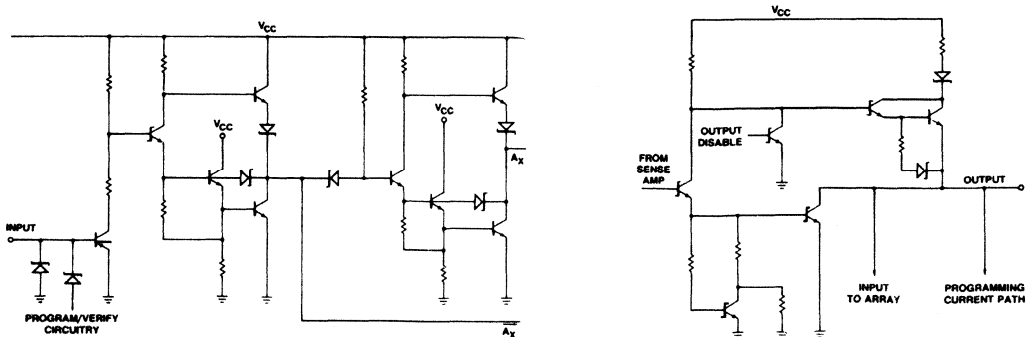 VCC
VCC
VCC
AX
INPUT
PROGRAM/VERIFY
CIRCUITRY
AX
VCC
OUTPUT
DISABLE
FROM
SENSE
AMP
OUTPUT
INPUT
TO ARRAY
PROGRAMMING
CURRENT PATH